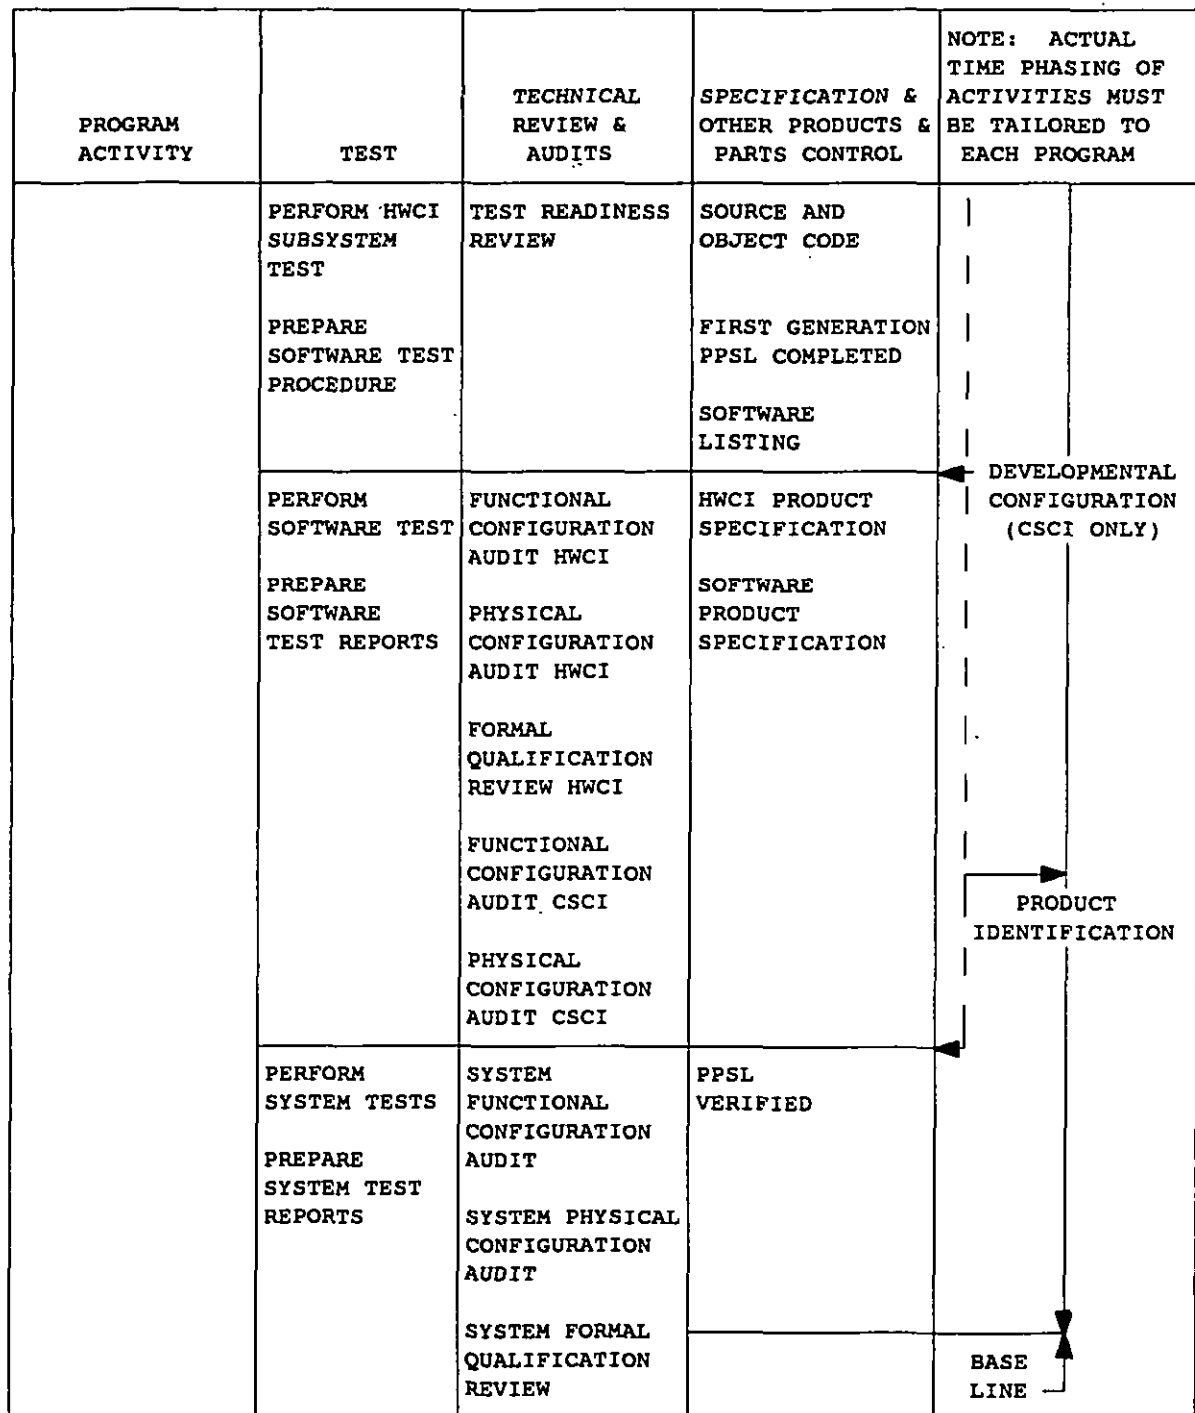 PROGRAM
ACTIVITY
TEST
TECHNICAL
REVIEW &
AUDITS
SPECIFICATION &
OTHER PRODUCTS &
PARTS CONTROL
NOTE: ACTUAL
TIME PHASING OF
ACTIVITIES MUST
BE TAILORED TO
EACH PROGRAM
PERFORM HWCI
SUBSYSTEM
TEST
PREPARE
SOFTWARE TEST
PROCEDURE
TEST READINESS
REVIEW
SOURCE AND
OBJECT CODE
FIRST GENERATION
PPSL COMPLETED
SOFTWARE
LISTING
DEVELOPMENTAL
CONFIGURATION
(CSCI ONLY)
PERFORM
SOFTWARE TEST
PREPARE
SOFTWARE
TEST REPORTS
FUNCTIONAL
CONFIGURATION
AUDIT HWCI
PHYSICAL
CONFIGURATION
AUDIT HWCI
FORMAL
QUALIFICATION
REVIEW HWCI
FUNCTIONAL
CONFIGURATION
AUDIT CSCI
PHYSICAL
CONFIGURATION
AUDIT CSCI
HWCI PRODUCT
SPECIFICATION
SOFTWARE
PRODUCT
SPECIFICATION
PRODUCT
IDENTIFICATION
PERFORM
SYSTEM TESTS
PREPARE
SYSTEM TEST
REPORTS
SYSTEM
FUNCTIONAL
CONFIGURATION
AUDIT
SYSTEM PHYSICAL
CONFIGURATION
AUDIT
SYSTEM FORMAL
QUALIFICATION
REVIEW
PPSL
VERIFIED
BASE
LINE